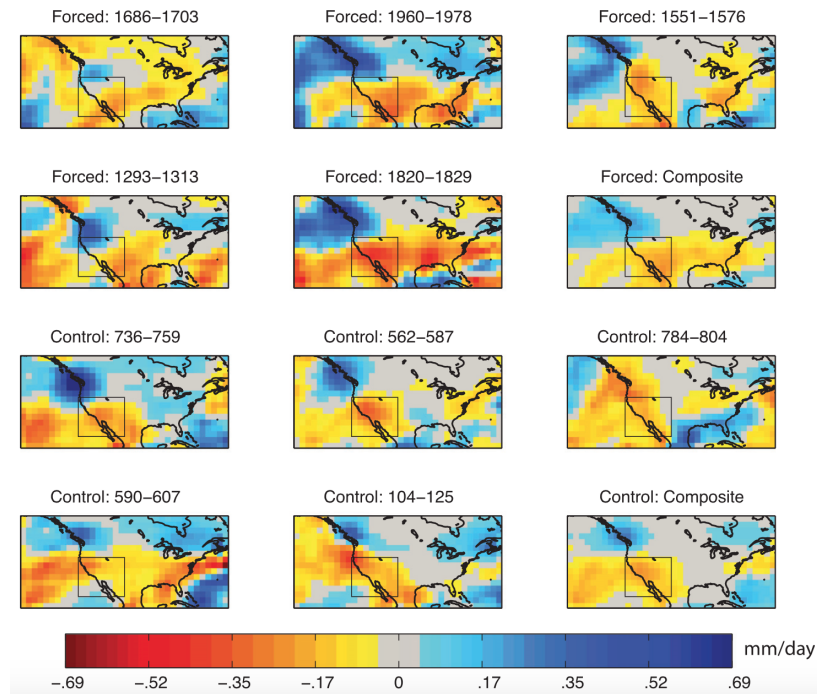 Forced: 1686−1703
Forced: 1960−1978
Forced: 1551−1576
Forced: 1293−1313
Forced: 1820−1829
Forced: Composite
Control: 736−759
Control: 562−587
Control: 784−804
Control: 590−607
Control: 104−125
Control: Composite
mm/day
−.69 −.52 −.35 −.17 0 .17 .35 .52 .69